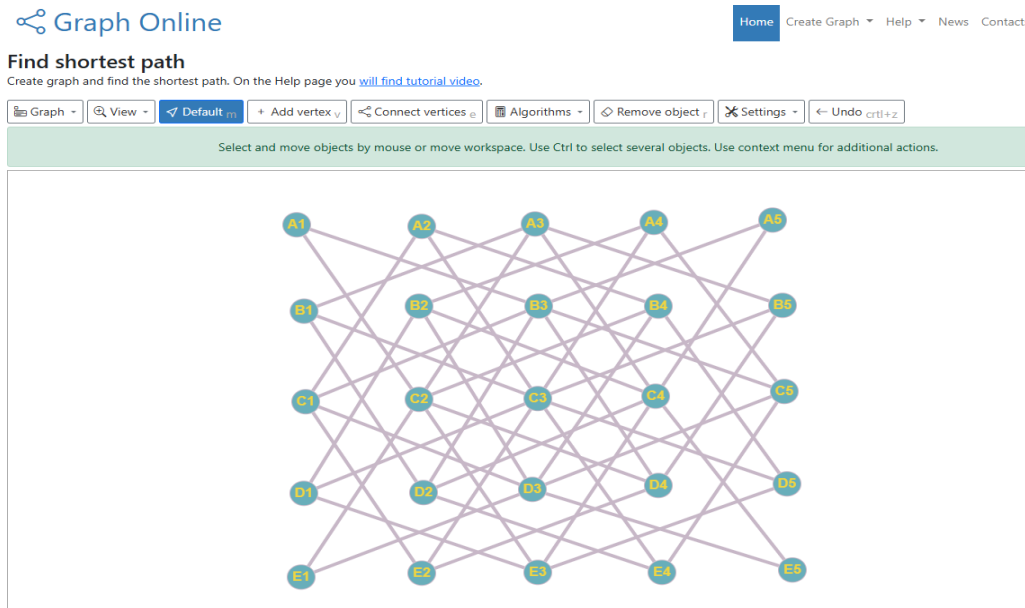 Graph Online
Home Create Graph Help News Contact
Find shortest path
Create graph and find the shortest path. On the Help page you will find tutorial video.
Graph View Default m + Add vertex v Connect vertices e Algorithms Remove object r Settings ← Undo crtl+z
Select and move objects by mouse or move workspace. Use Ctrl to select several objects. Use context menu for additional actions.
A1 A2 A3 A4 A5
B1 B2 B3 B4 B5
C1 C2 C3 C4 C5
D1 D2 D3 D4 D5
E1 E2 E3 E4 E5